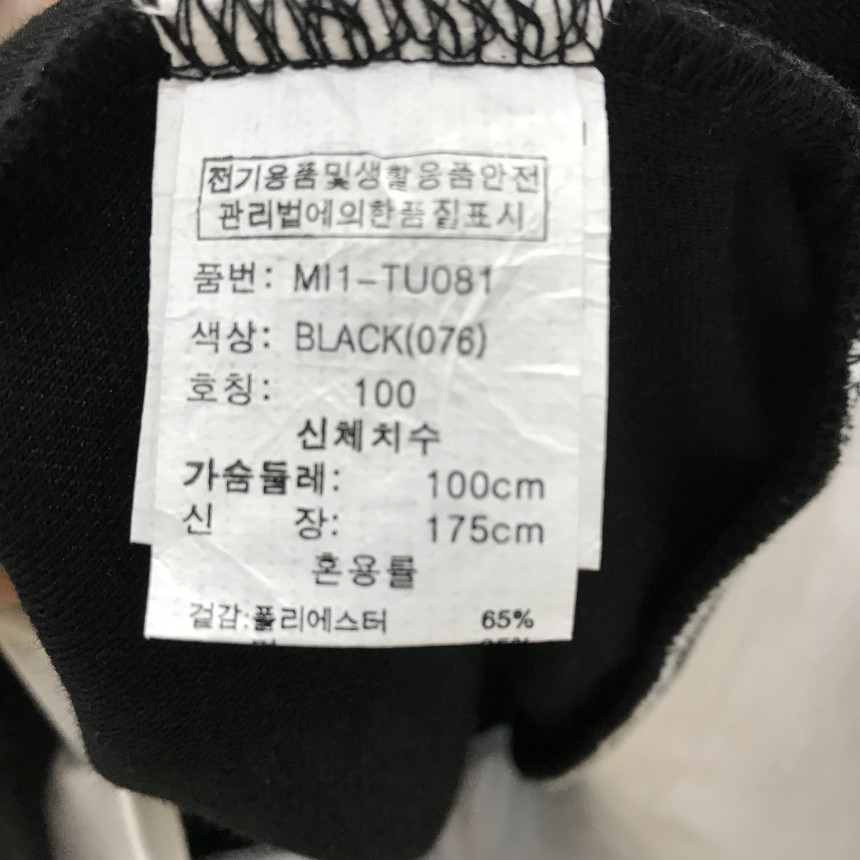 전기용품및생활용품안전
관리법에의한품질표시
품번: MI1-TU081
색상: BLACK(076)
호칭: 100
신체치수
가슴둘레: 100cm
신 장: 175cm
혼용률
겉감:폴리에스터 65%